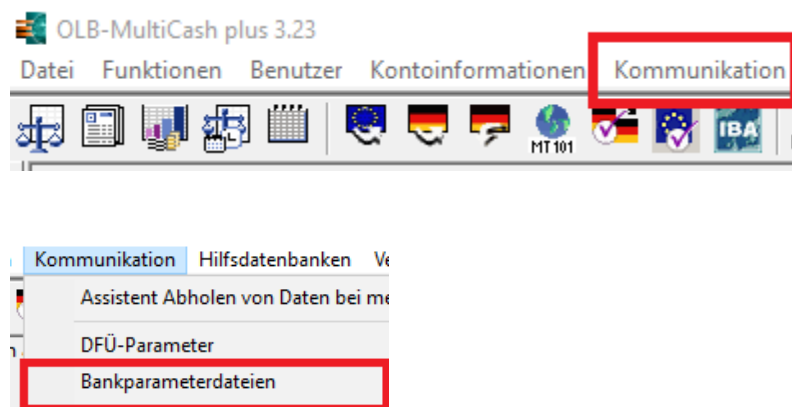 OLB-MultiCash plus 3.23
Datei Funktionen Benutzer Kontoinformationen Kommunikation
MT 101 IBA
Kommunikation Hilfsdatenbanken
Assistent Abholen von Daten bei
DFÜ-Parameter
Bankparameterdateien